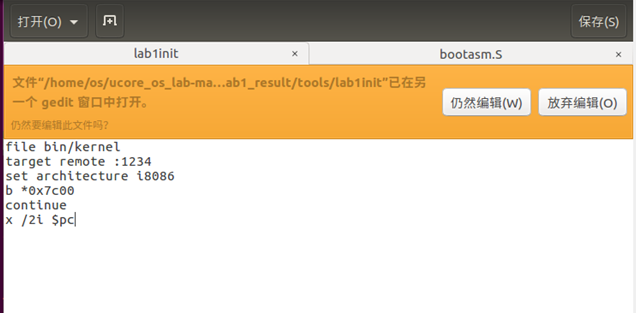 打开(O)
保存(S)
lab1init ×
bootasm.S ×
文件“/home/os/ucore_os_lab-ma...ab1_result/tools/lab1init”已在另
一个 gedit 窗口中打开。
仍然要编辑此文件吗?
仍然编辑(W)
放弃编辑(O)
file bin/kernel
target remote :1234
set architecture i8086
b *0x7c00
continue
x /2i $pc